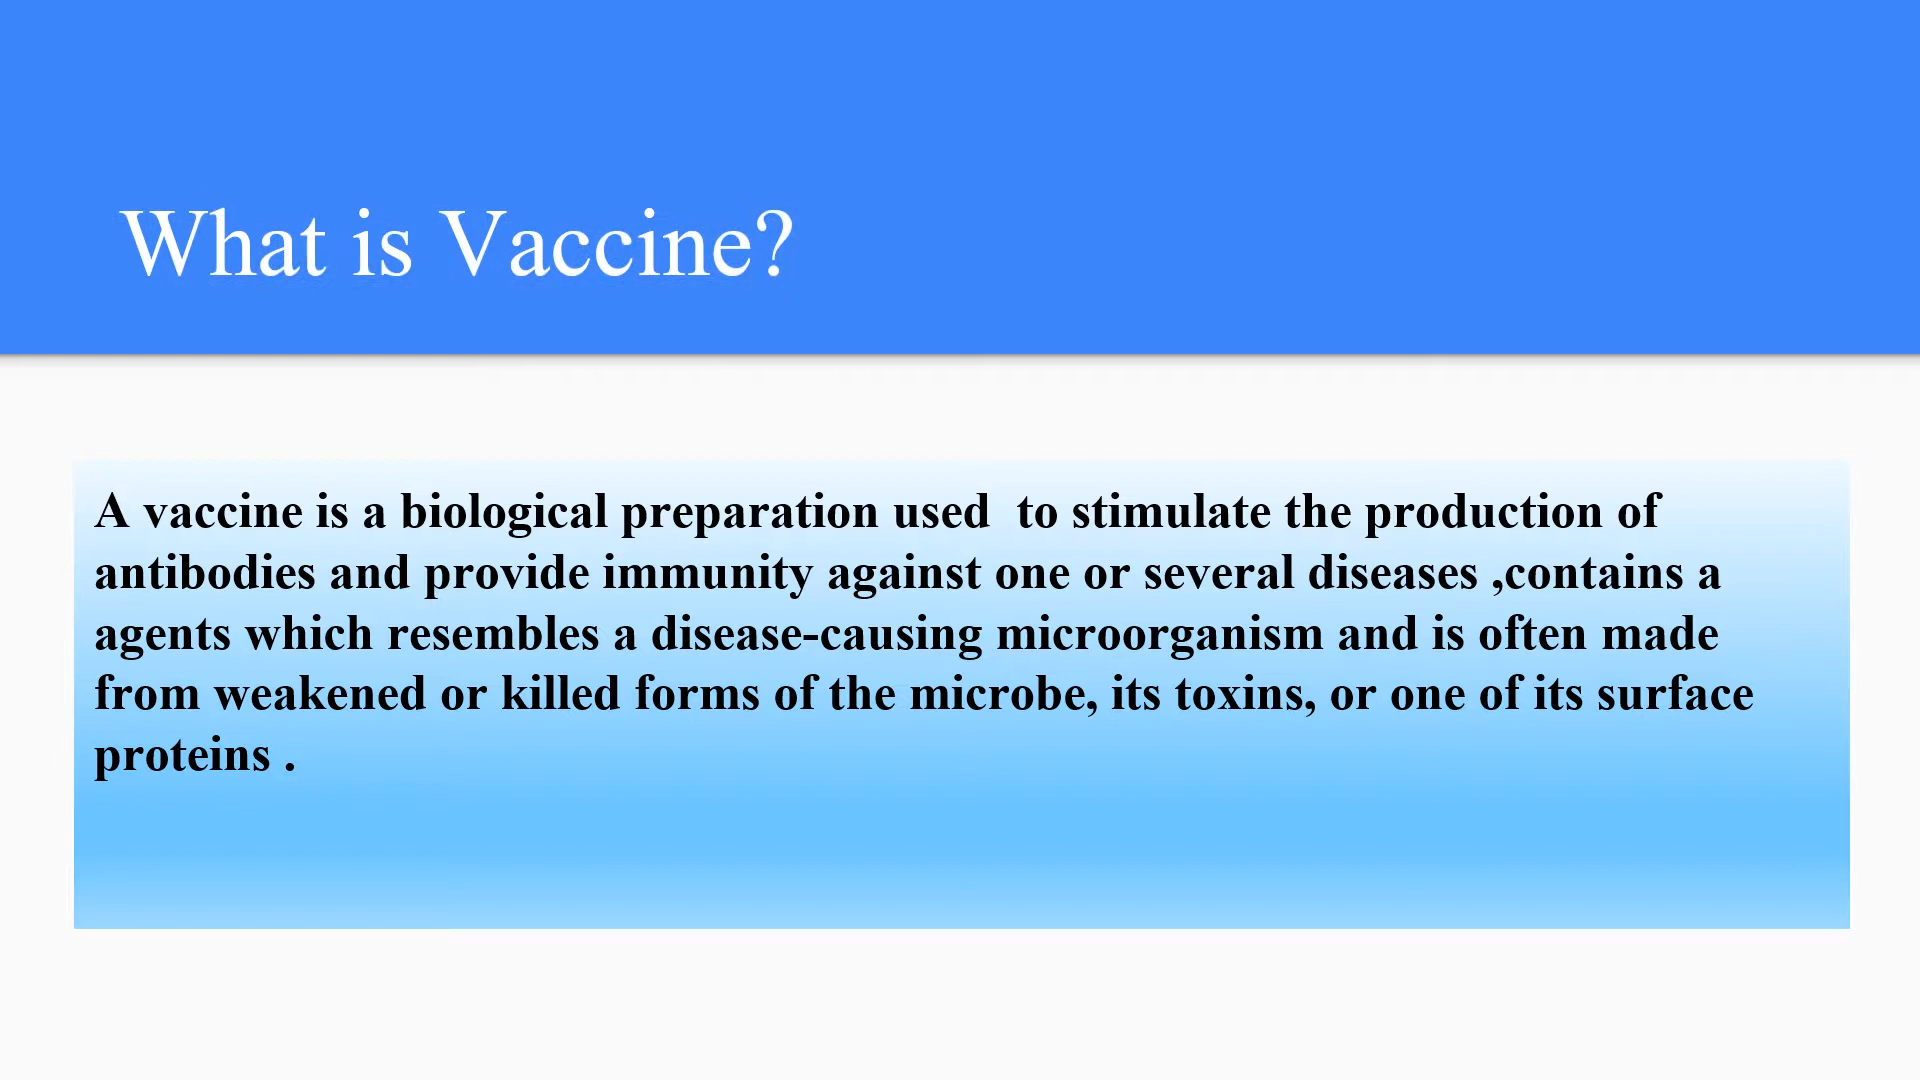 What is Vaccine?
A vaccine is a biological preparation used  to stimulate the production of
antibodies and provide immunity against one or several diseases ,contains a
agents which resembles a disease-causing microorganism and is often made
from weakened or killed forms of the microbe, its toxins, or one of its surface
proteins .